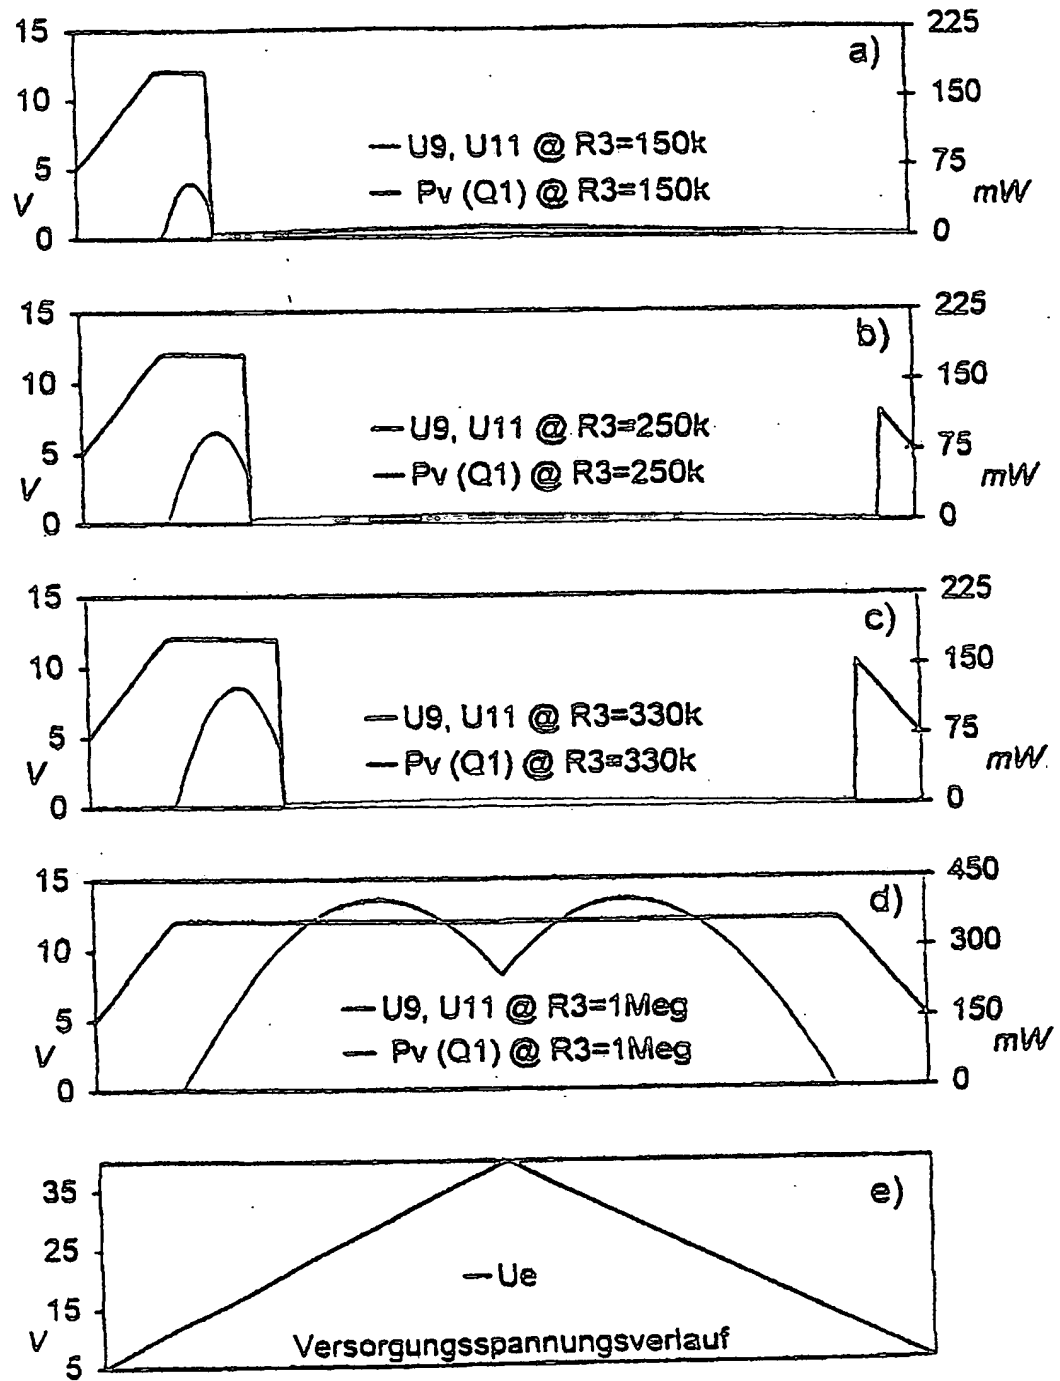 15
225
a)
10
150
U9, U11 @ R3=150k
5
75
Pv (Q1) @ R3=150k
V
mW
0
0
15
225
b)
10
150
U9, U11 @ R3=250k
5
75
Pv (Q1) @ R3=250k
V
mW
0
0
15
225
c)
10
150
U9, U11 @ R3=330k
5
75
Pv (Q1) @ R3=330k
V
mW
0
0
15
450
d)
10
300
U9, U11 @ R3=1Meg
5
150
Pv (Q1) @ R3=1Meg
V
mW
0
0
35
e)
25
Ue
15
V
Versorgungsspannungsverlauf
5